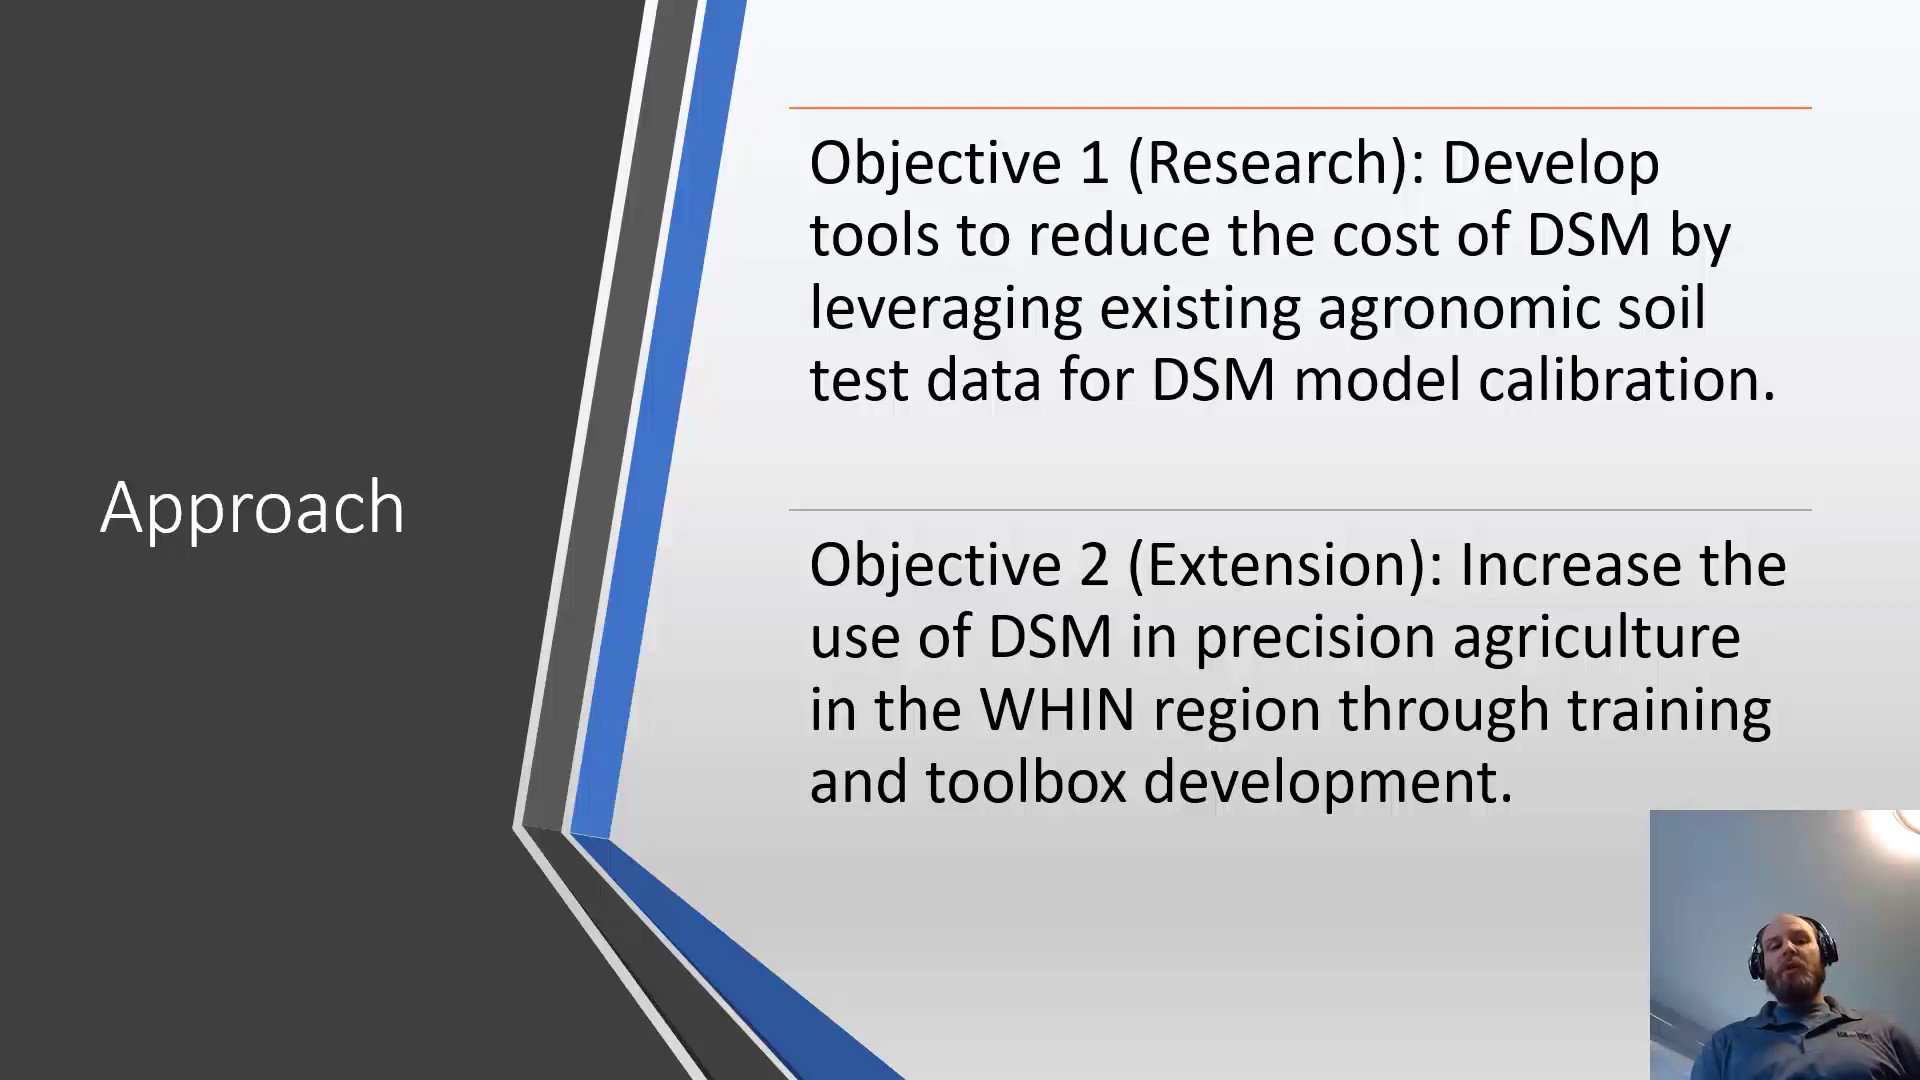 Approach
Objective 1 (Research): Develop
tools to reduce the cost of DSM by
leveraging existing agronomic soil
test data for DSM model calibration.
Objective 2 (Extension): Increase the
use of DSM in precision agriculture
in the WHIN region through training
and toolbox development.